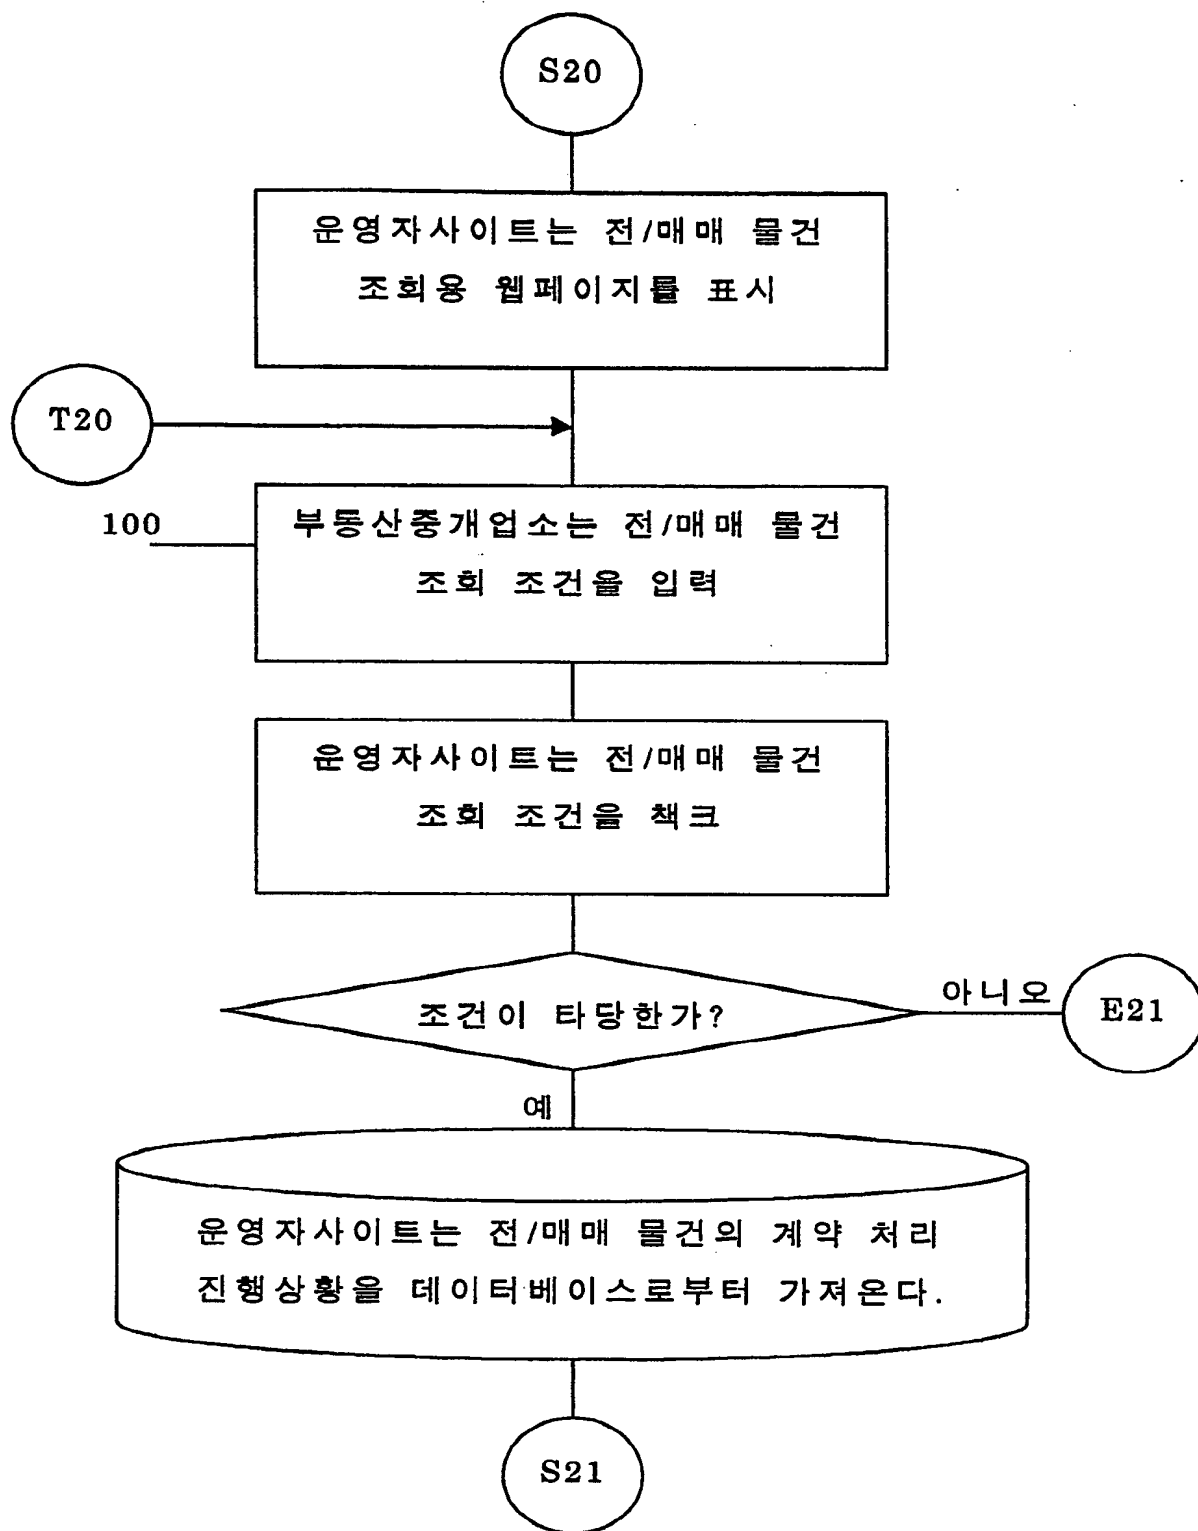 S20
운영자사이트는 전/매매 물건
조회용 웹페이지를 표시
T20
100
부동산중개업소는 전/매매 물건
조회 조건을 입력
운영자사이트는 전/매매 물건
조회 조건을 책크
조건이 타당한가?
아니오
E21
예
운영자사이트는 전/매매 물건의 계약 처리
진행상황을 데이터베이스로부터 가져온다.
S21